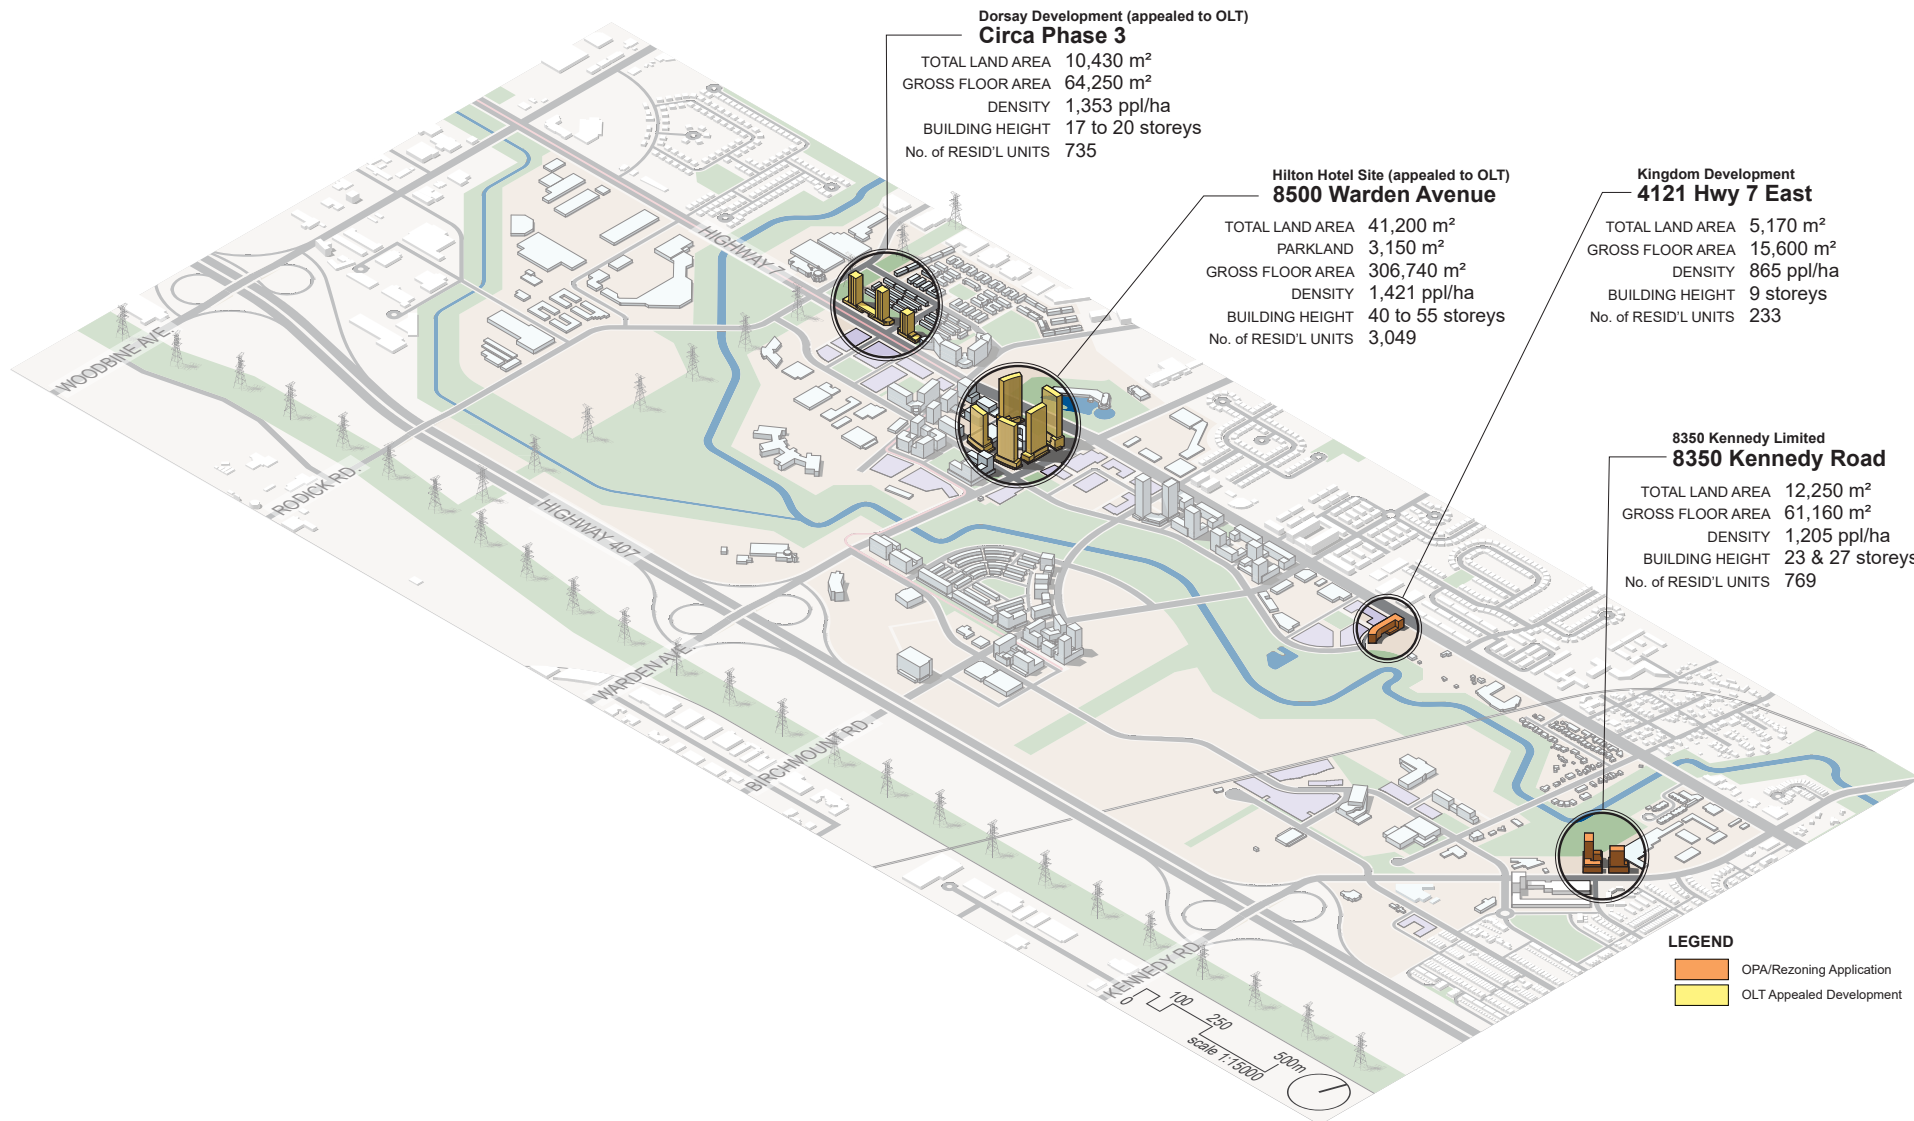 Dorsay Development (appealed to OLT)
Circa Phase 3
TOTAL LAND AREA 10,430 m²
GROSS FLOOR AREA 64,250 m²
DENSITY 1,353 ppl/ha
BUILDING HEIGHT 17 to 20 storeys
No. of RESID'L UNITS 735
Hilton Hotel Site (appealed to OLT)
8500 Warden Avenue
TOTAL LAND AREA 41,200 m²
PARKLAND 3,150 m²
GROSS FLOOR AREA 306,740 m²
DENSITY 1,421 ppl/ha
BUILDING HEIGHT 40 to 55 storeys
No. of RESID'L UNITS 3,049
Kingdom Development
4121 Hwy 7 East
TOTAL LAND AREA 5,170 m²
GROSS FLOOR AREA 15,600 m²
DENSITY 865 ppl/ha
BUILDING HEIGHT 9 storeys
No. of RESID'L UNITS 233
8350 Kennedy Limited
8350 Kennedy Road
TOTAL LAND AREA 12,250 m²
GROSS FLOOR AREA 61,160 m²
DENSITY 1,205 ppl/ha
BUILDING HEIGHT 23 & 27 storeys
No. of RESID'L UNITS 769
HIGHWAY 7
WOODBINE AVE.
RODICK RD.
HIGHWAY 407
WARDEN AVE.
BIRCHMOUNT RD.
KENNEDY RD.
0 100 250 500m
scale 1:15000
LEGEND
OPA/Rezoning Application
OLT Appealed Development